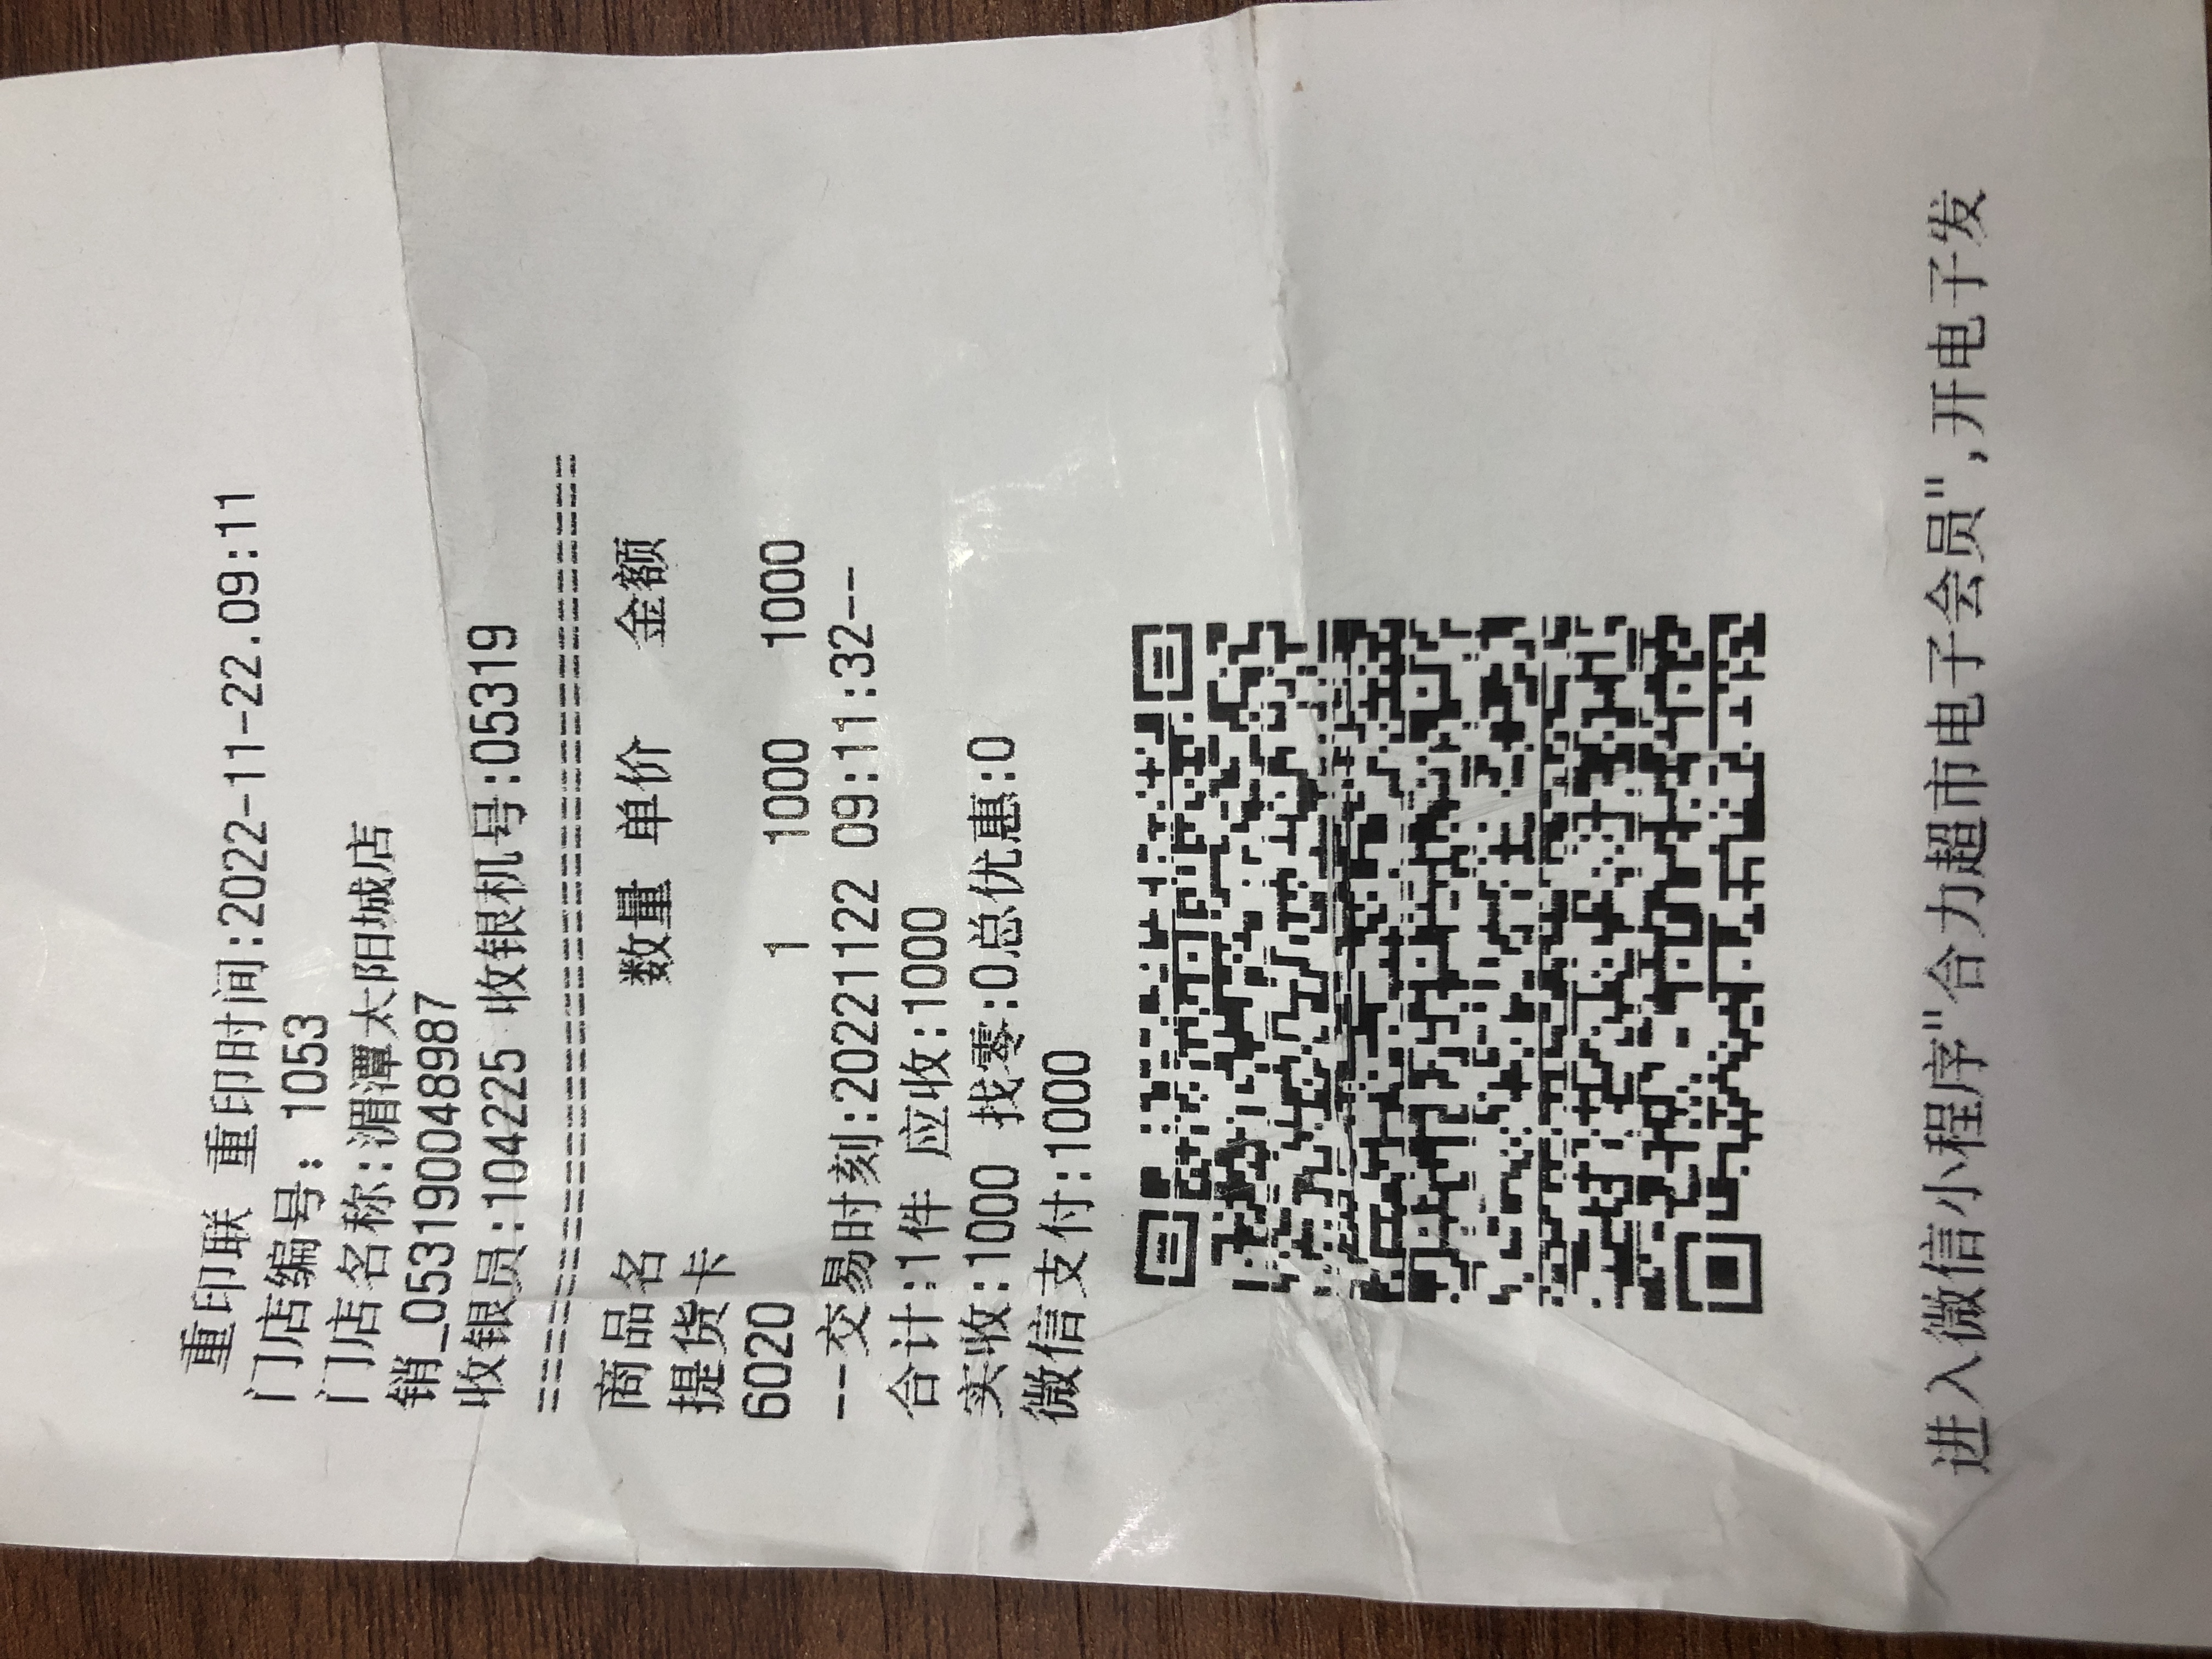 重印联 重印时间:2022-11-22.09:11
门店编号: 1053
门店名称:湄潭太阳城店
销_053190048987
收银员:104225 收银机号:05319
==================================================
商品名 数量 单价 金额
提货卡
6020 1 1000 1000
--交易时刻:20221122 09:11:32--
合计:1件 应收:1000
实收:1000 找零:0总优惠:0
微信支付:1000
进入微信小程序"合力超市电子会员",开电子发